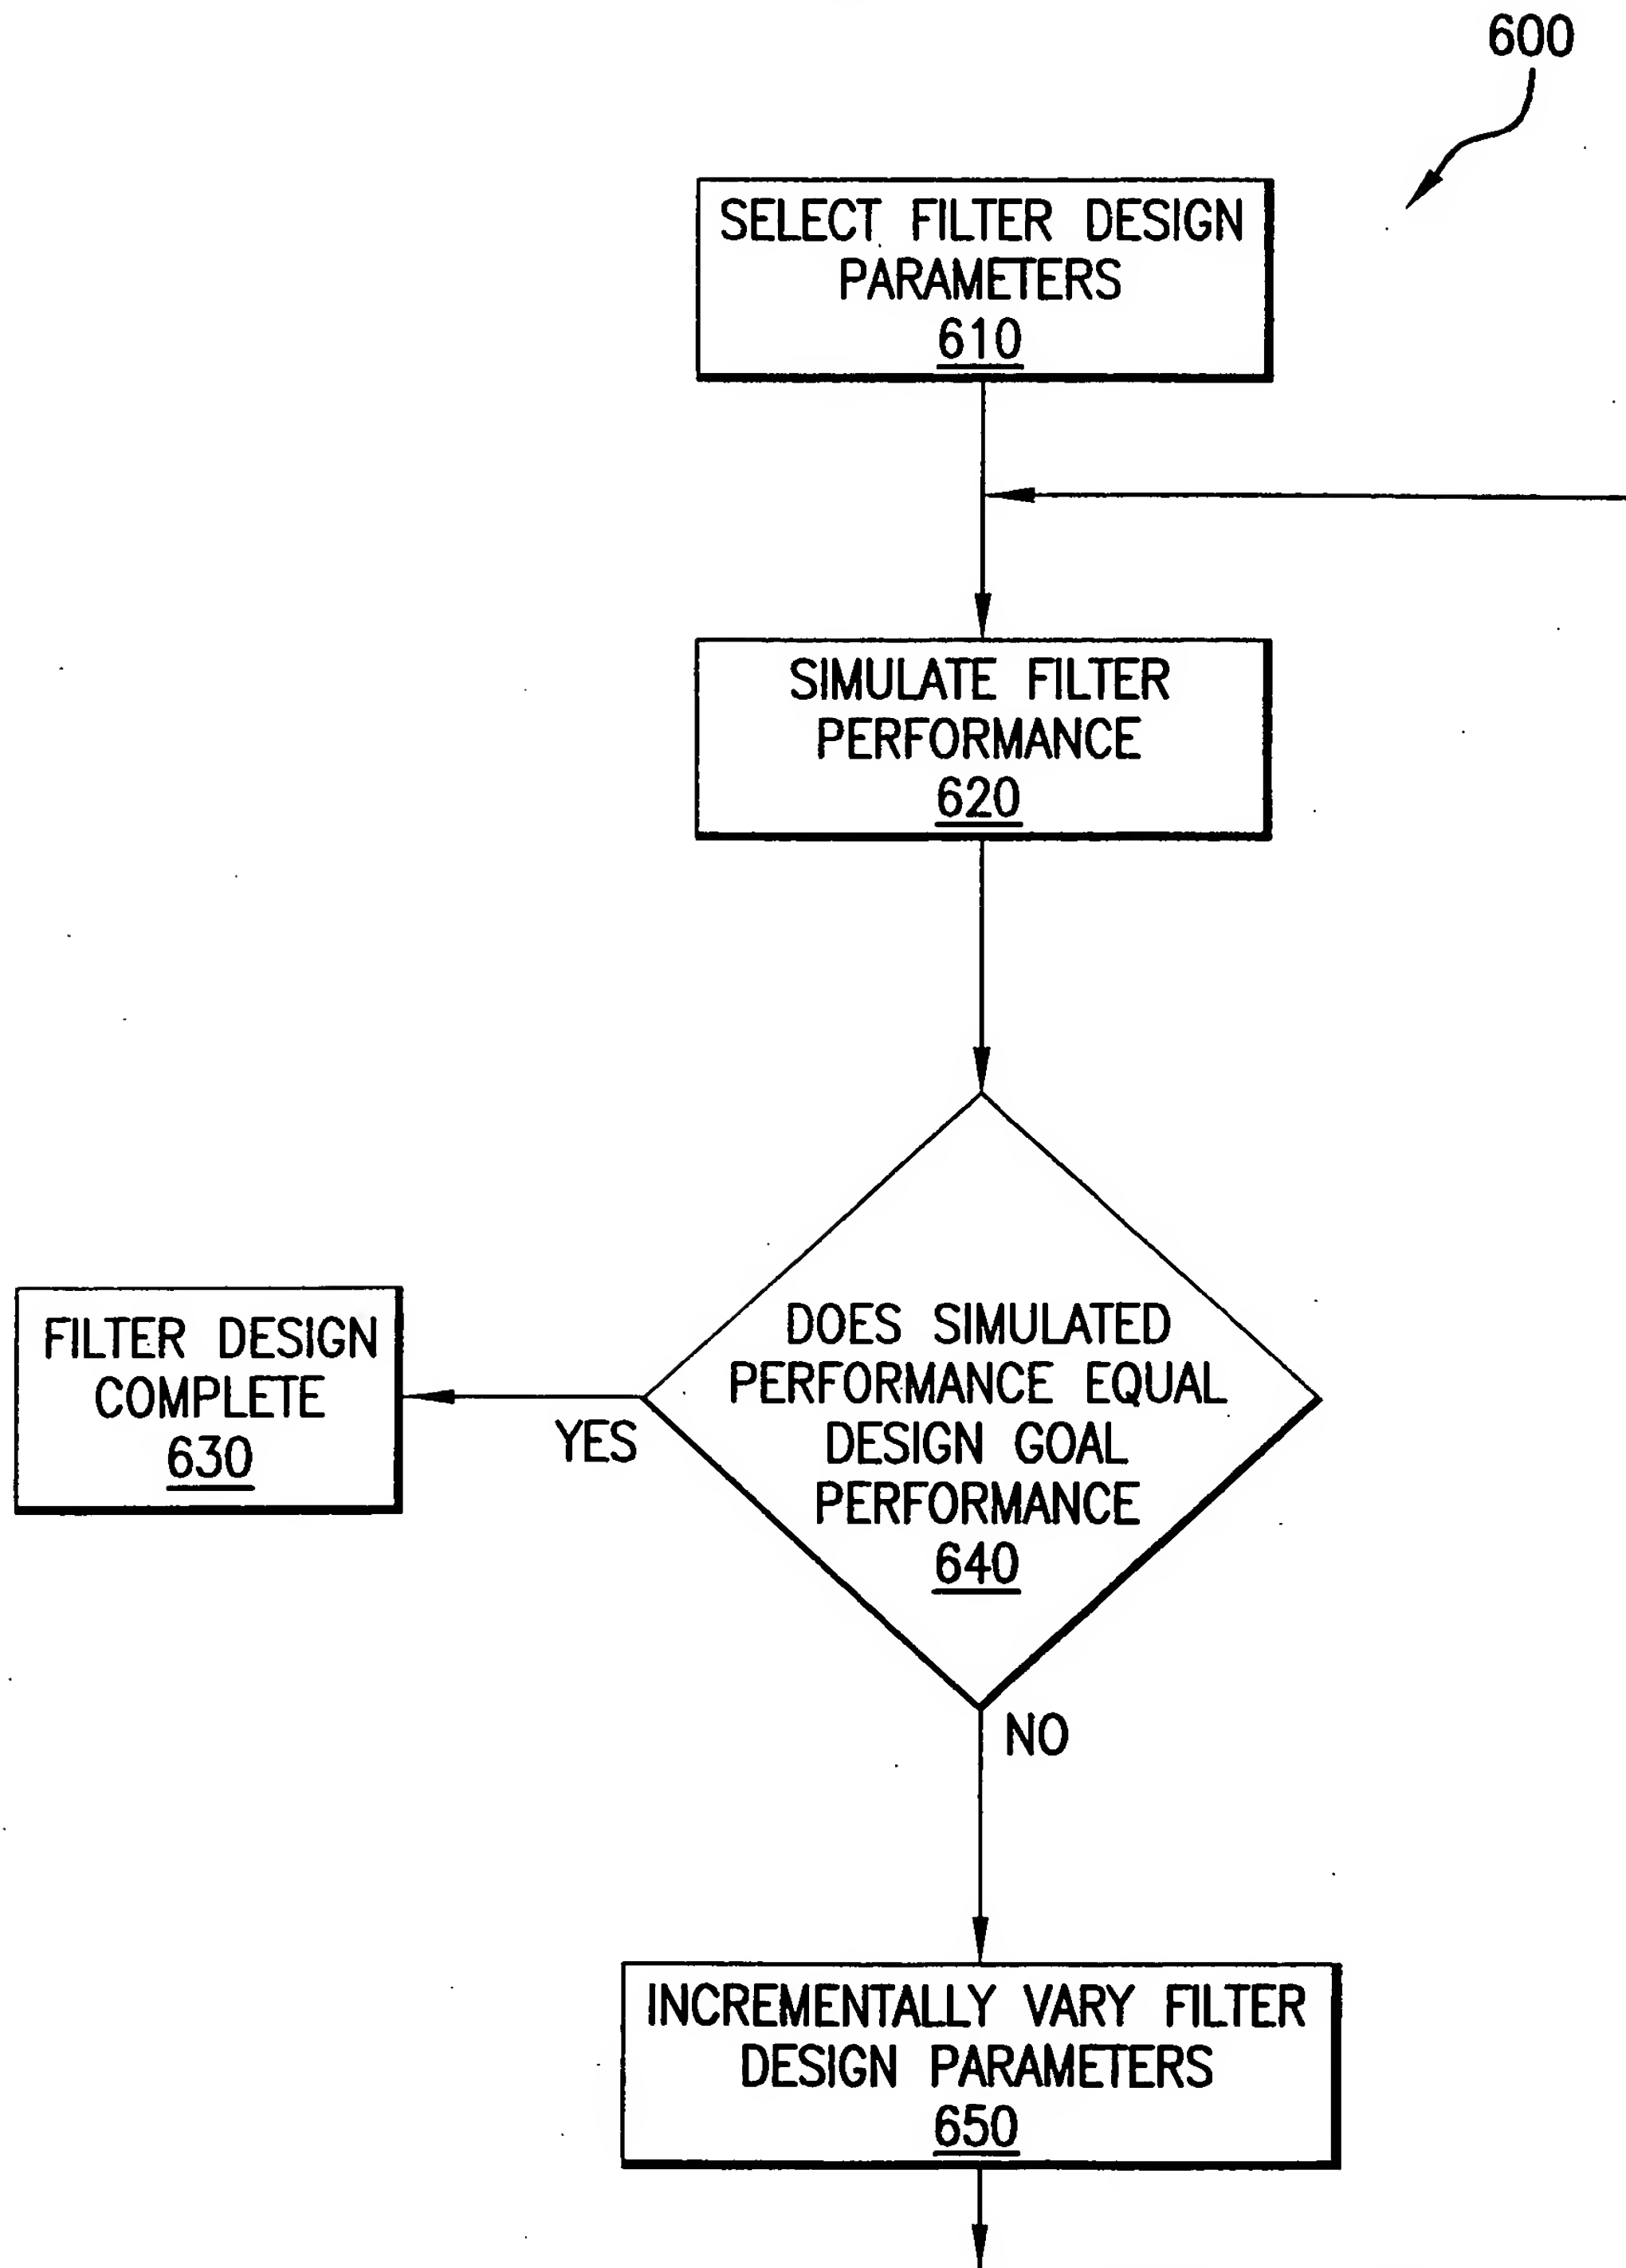 600
SELECT FILTER DESIGN
PARAMETERS
610
SIMULATE FILTER
PERFORMANCE
620
DOES SIMULATED
PERFORMANCE EQUAL
DESIGN GOAL
PERFORMANCE
640
YES
FILTER DESIGN
COMPLETE
630
NO
INCREMENTALLY VARY FILTER
DESIGN PARAMETERS
650